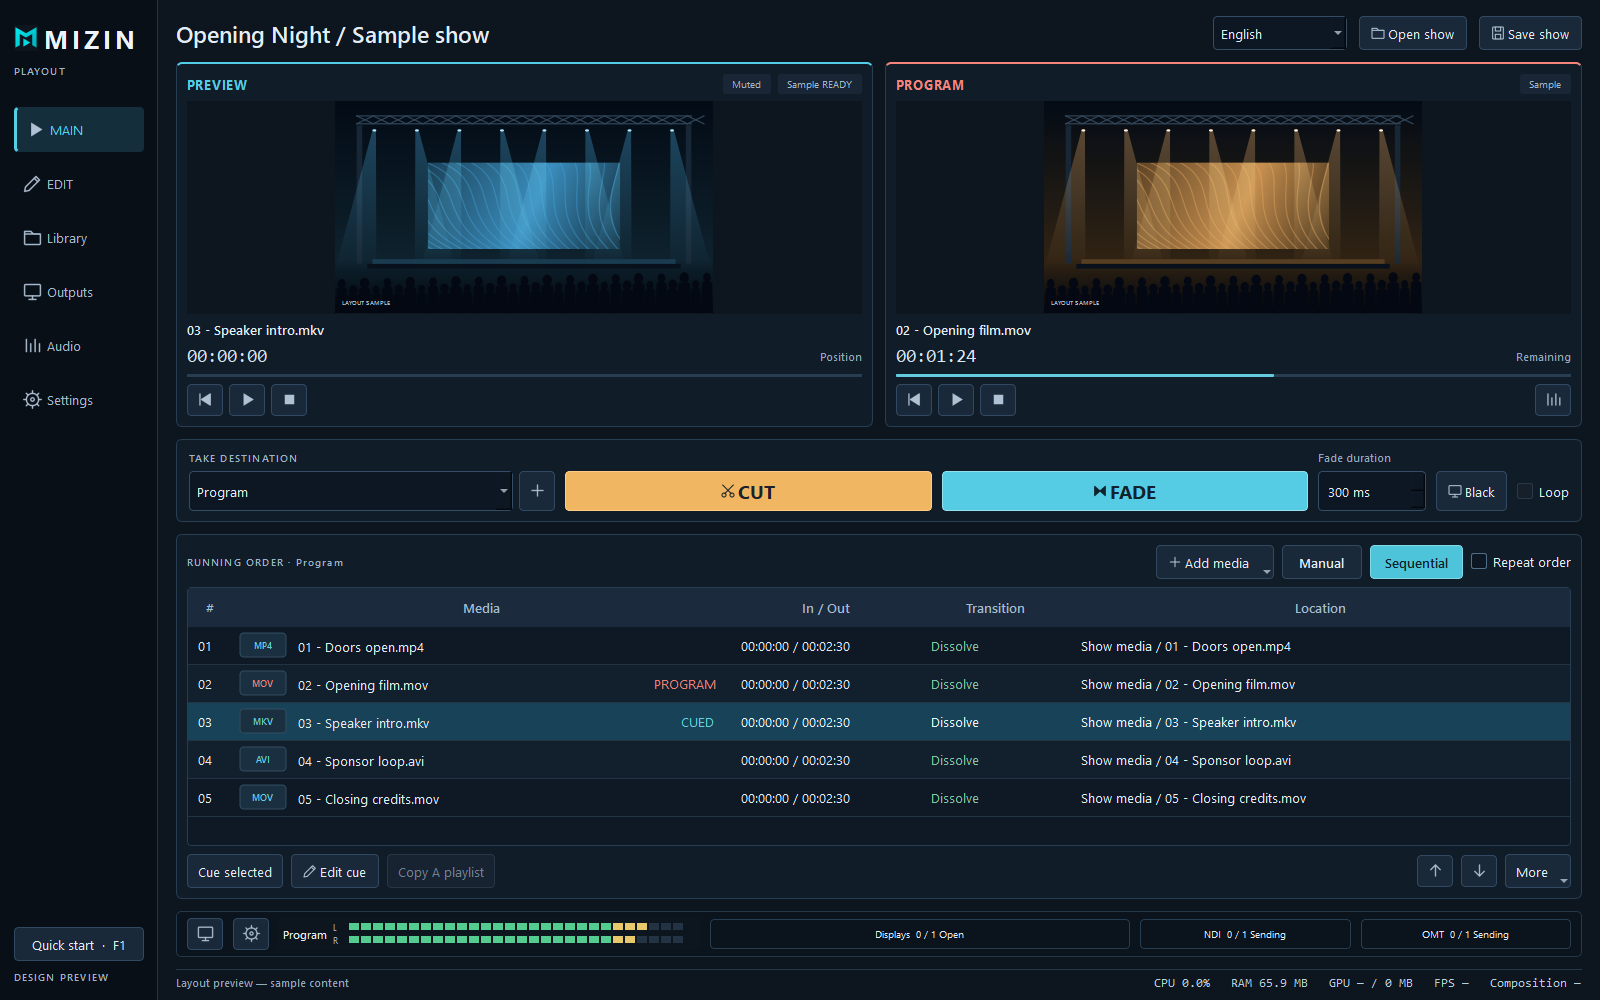 MIZIN
PLAYOUT
MAIN
EDIT
Library
Outputs
Audio
Settings
Quick start · F1
DESIGN PREVIEW
Opening Night / Sample show
English
Open show
Save show
PREVIEW
Muted
Sample READY
LAYOUT SAMPLE
03 - Speaker intro.mkv
00:00:00
Position
PROGRAM
Sample
LAYOUT SAMPLE
02 - Opening film.mov
00:01:24
Remaining
TAKE DESTINATION
Program
CUT
FADE
Fade duration
300 ms
Black
Loop
RUNNING ORDER · Program
Add media
Manual
Sequential
Repeat order
# Media In / Out Transition Location
01 MP4 01 - Doors open.mp4 00:00:00 / 00:02:30 Dissolve Show media / 01 - Doors open.mp4
02 MOV 02 - Opening film.mov PROGRAM 00:00:00 / 00:02:30 Dissolve Show media / 02 - Opening film.mov
03 MKV 03 - Speaker intro.mkv CUED 00:00:00 / 00:02:30 Dissolve Show media / 03 - Speaker intro.mkv
04 AVI 04 - Sponsor loop.avi 00:00:00 / 00:02:30 Dissolve Show media / 04 - Sponsor loop.avi
05 MOV 05 - Closing credits.mov 00:00:00 / 00:02:30 Dissolve Show media / 05 - Closing credits.mov
Cue selected
Edit cue
Copy A playlist
More
Program
L
R
Displays 0 / 1 Open
NDI 0 / 1 Sending
OMT 0 / 1 Sending
Layout preview — sample content
CPU 0.0% RAM 65.9 MB GPU — / 0 MB FPS — Composition —